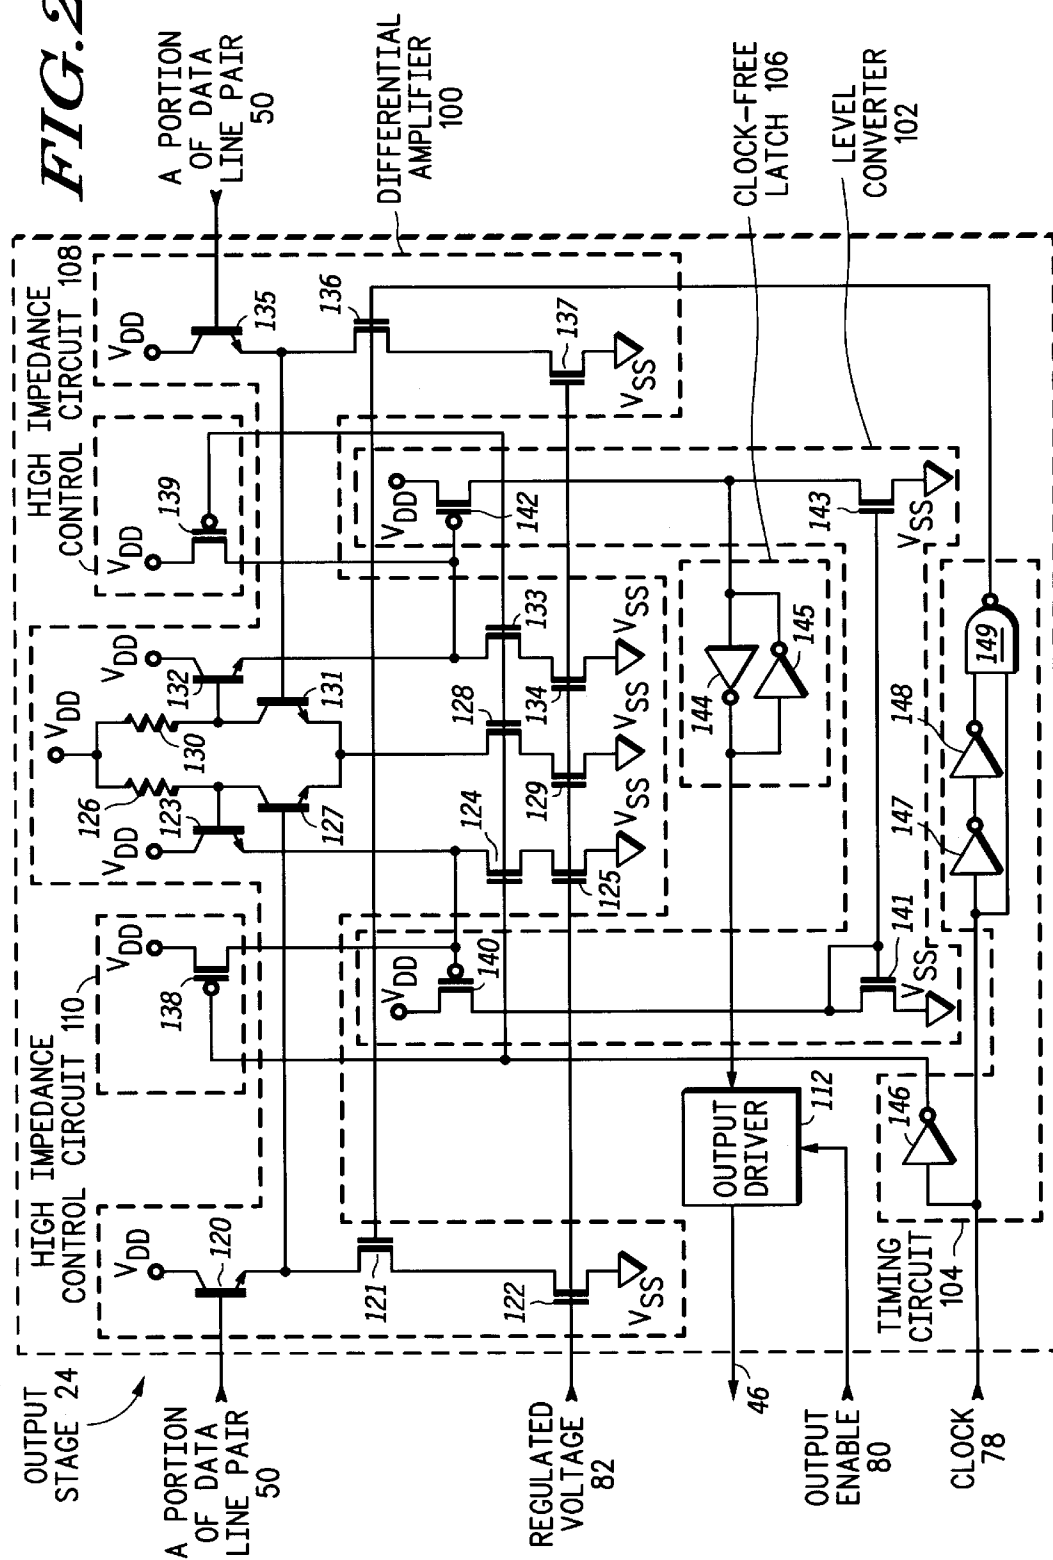 FIG.2
OUTPUT
STAGE 24
HIGH IMPEDANCE
CONTROL CIRCUIT 110
HIGH IMPEDANCE
CONTROL CIRCUIT 108
A PORTION
OF DATA
LINE PAIR
50
A PORTION
OF DATA
LINE PAIR
50
DIFFERENTIAL
AMPLIFIER
100
CLOCK-FREE
LATCH 106
LEVEL
CONVERTER
102
REGULATED
VOLTAGE
82
46
OUTPUT
ENABLE
80
CLOCK
78
TIMING
CIRCUIT
104
OUTPUT
DRIVER
112
VDD
120
121
122
VSS
VDD
138
VDD
123
126
VDD
130
132
VDD
127
131
VDD
139
VDD
135
136
137
VSS
124
128
133
125
129
134
VSS
VSS
VSS
VDD
140
141
VSS
VDD
142
143
VSS
144
145
146
147
148
149